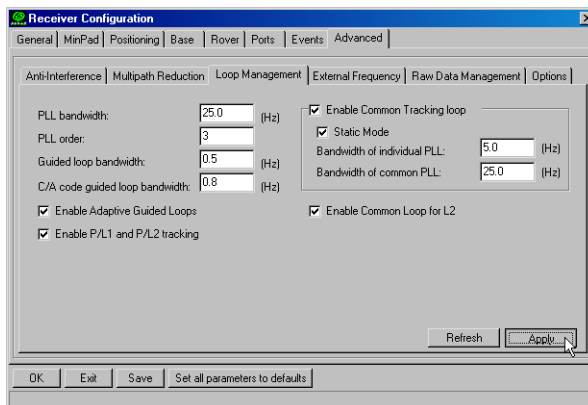 Receiver Configuration
General MinPad Positioning Base Rover Ports Events Advanced
Anti-Interference Multipath Reduction Loop Management External Frequency Raw Data Management Options
PLL bandwidth: 25.0 (Hz)
PLL order: 3
Guided loop bandwidth: 0.5 (Hz)
C/A code guided loop bandwidth: 0.8 (Hz)
Enable Adaptive Guided Loops
Enable P/L1 and P/L2 tracking
Enable Common Tracking loop
Static Mode
Bandwidth of individual PLL: 5.0 (Hz)
Bandwidth of common PLL: 25.0 (Hz)
Enable Common Loop for L2
Refresh Apply
OK Exit Save Set all parameters to defaults